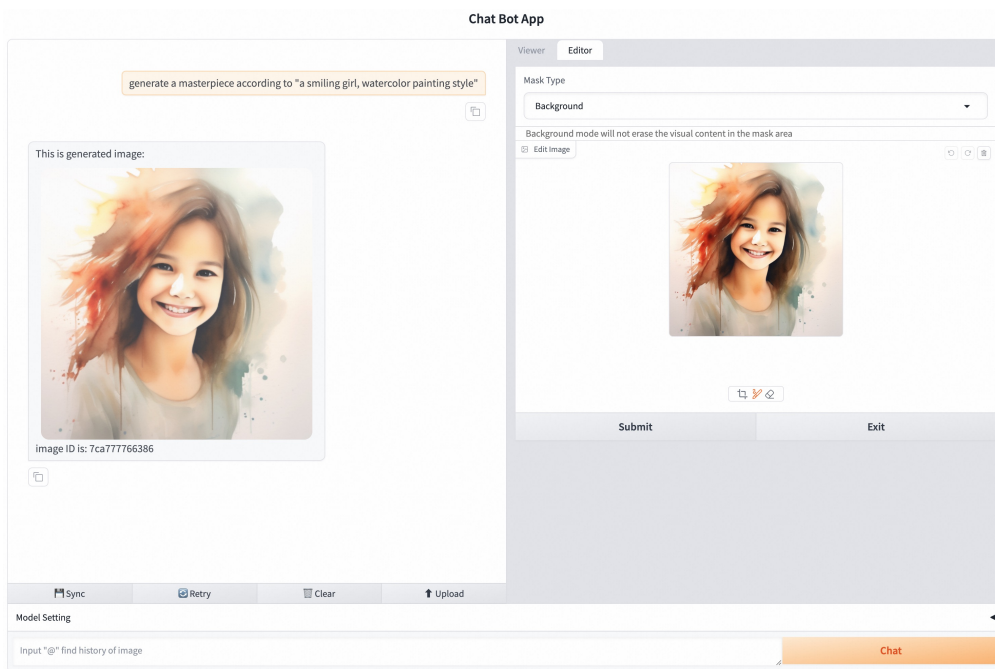 Chat Bot App
generate a masterpiece according to "a smiling girl, watercolor painting style"
This is generated image:
image ID is: 7ca777766386
Sync
Retry
Clear
Upload
Viewer
Editor
Mask Type
Background
Background mode will not erase the visual content in the mask area
Edit Image
Submit
Exit
Model Setting
Input "@" find history of image
Chat